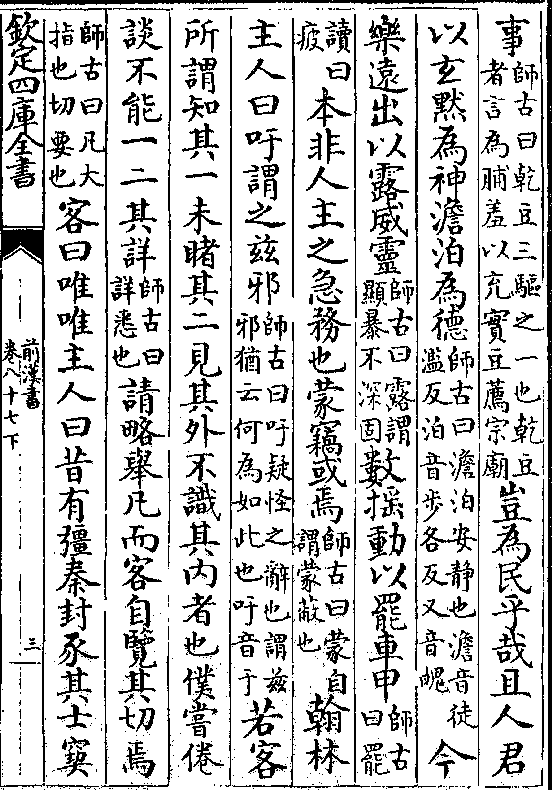 事師古曰乾豆三驅之一也乾豆者言為脯羞以充實豆薦宗廟豈為民乎哉且人君
以玄黙為神澹泊為德師古曰澹泊安静也澹音徒濫反泊音步各反又音魄今
樂遠出以露威靈師古曰露謂顯暴不深固數揺動以罷車甲師古曰罷
讀曰疲本非人主之急務也蒙竊或焉師古曰蒙自謂蒙蔽也翰林
主人曰吁謂之兹邪師古曰吁疑怪之辭也謂兹邪猶云何為如此也吁音于若客
所謂知其一未睹其二見其外不識其内者也僕嘗倦
談不能一二其詳師古曰詳悉也請略舉凡而客自覽其切焉
師古曰凡大指也切要也客曰唯唯主人曰昔有彊秦封豕其士窫
欽定四庫全書
前漢書
卷八十七下
三